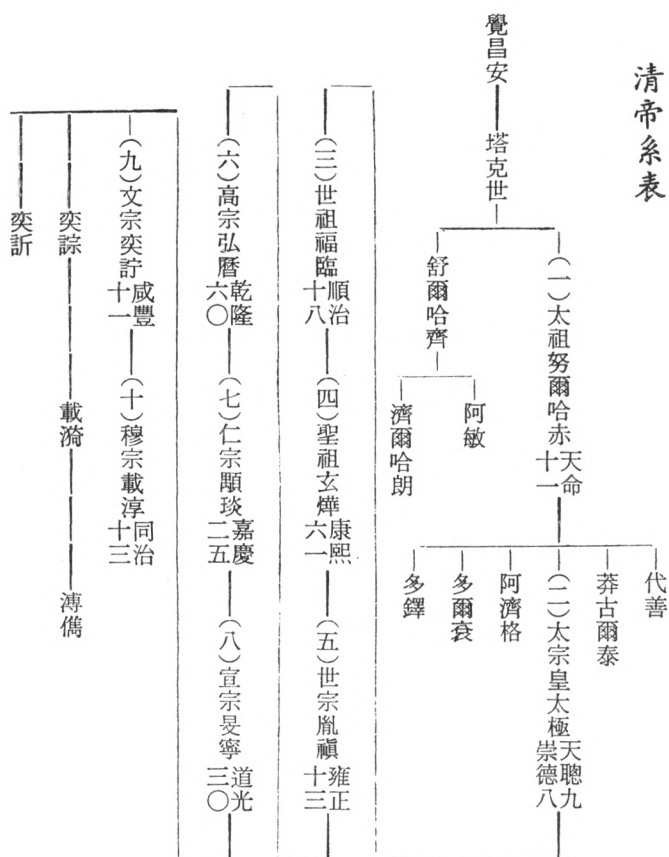 清帝系表
覺昌安
塔克世
(一)太祖努爾哈赤
天命
十一
舒爾哈齊
阿敏
濟爾哈朗
代善
莽古爾泰
(二)太宗皇太極
天聰九
崇德八
阿濟格
多爾袞
多鐸
(三)世祖福臨
順治
十八
(四)聖祖玄燁
康熙
六一
(五)世宗胤禛
雍正
十三
(六)高宗弘曆
乾隆
六〇
(七)仁宗顒琰
嘉慶
二五
(八)宣宗旻寧
道光
三〇
(九)文宗奕詝
咸豐
十一
(十)穆宗載淳
同治
十三
奕誴
載漪
溥儁
奕訢